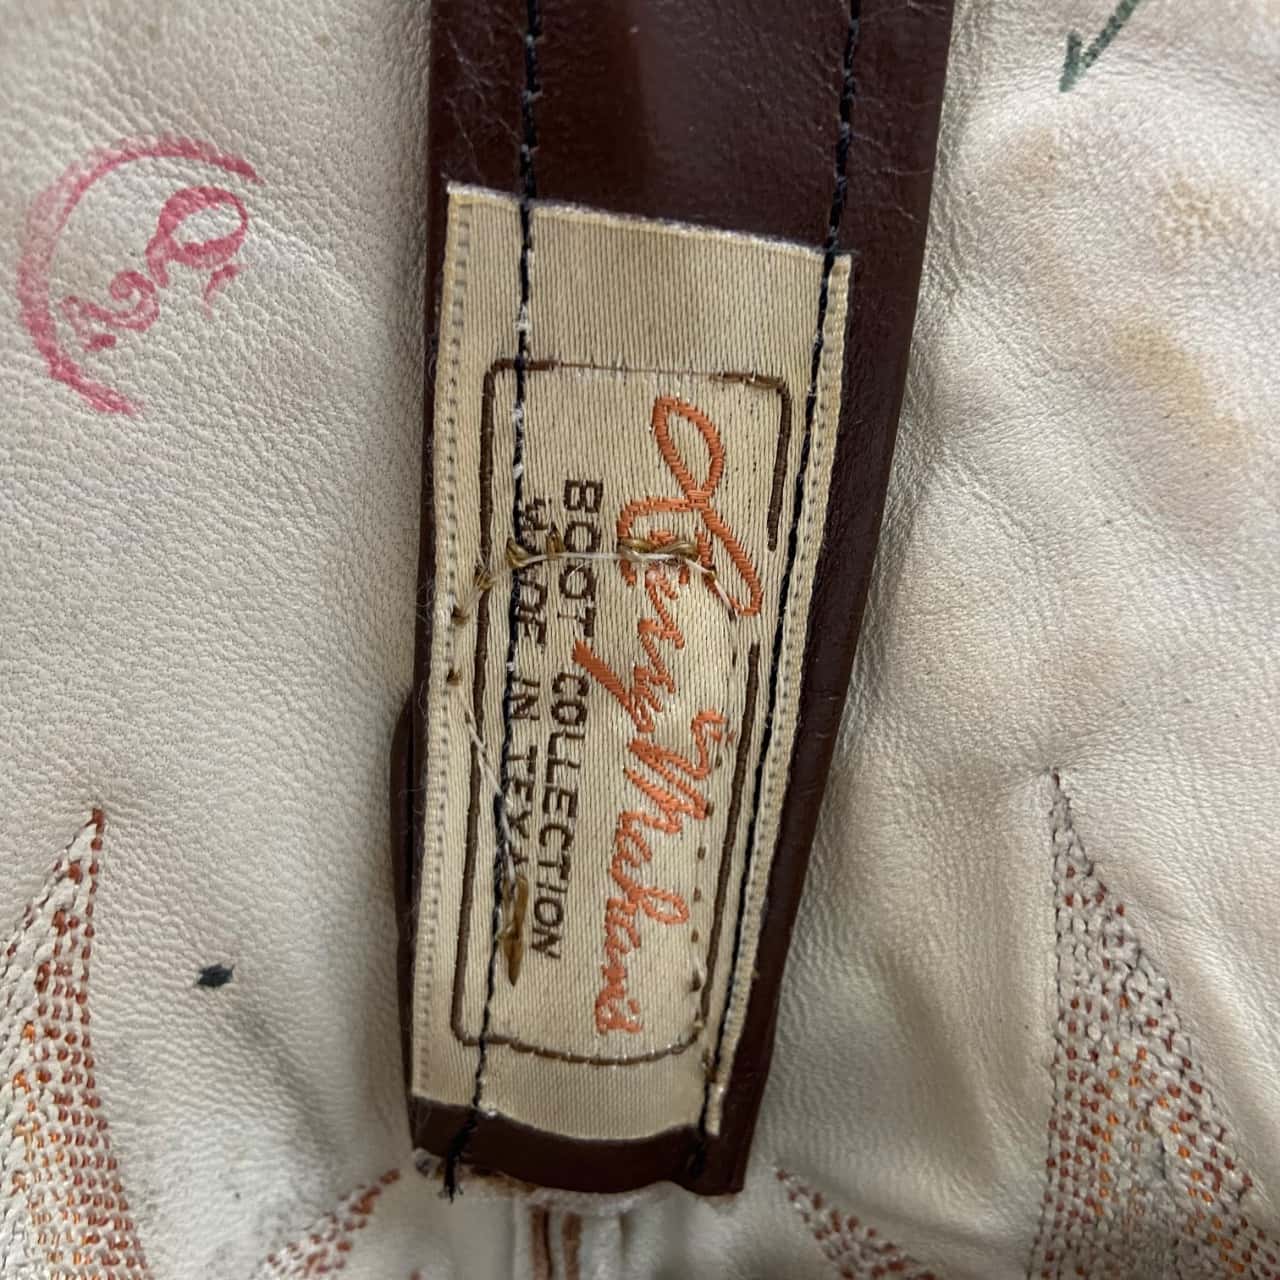 Larry Mahan's
BOOT COLLECTION
MADE IN TEXAS